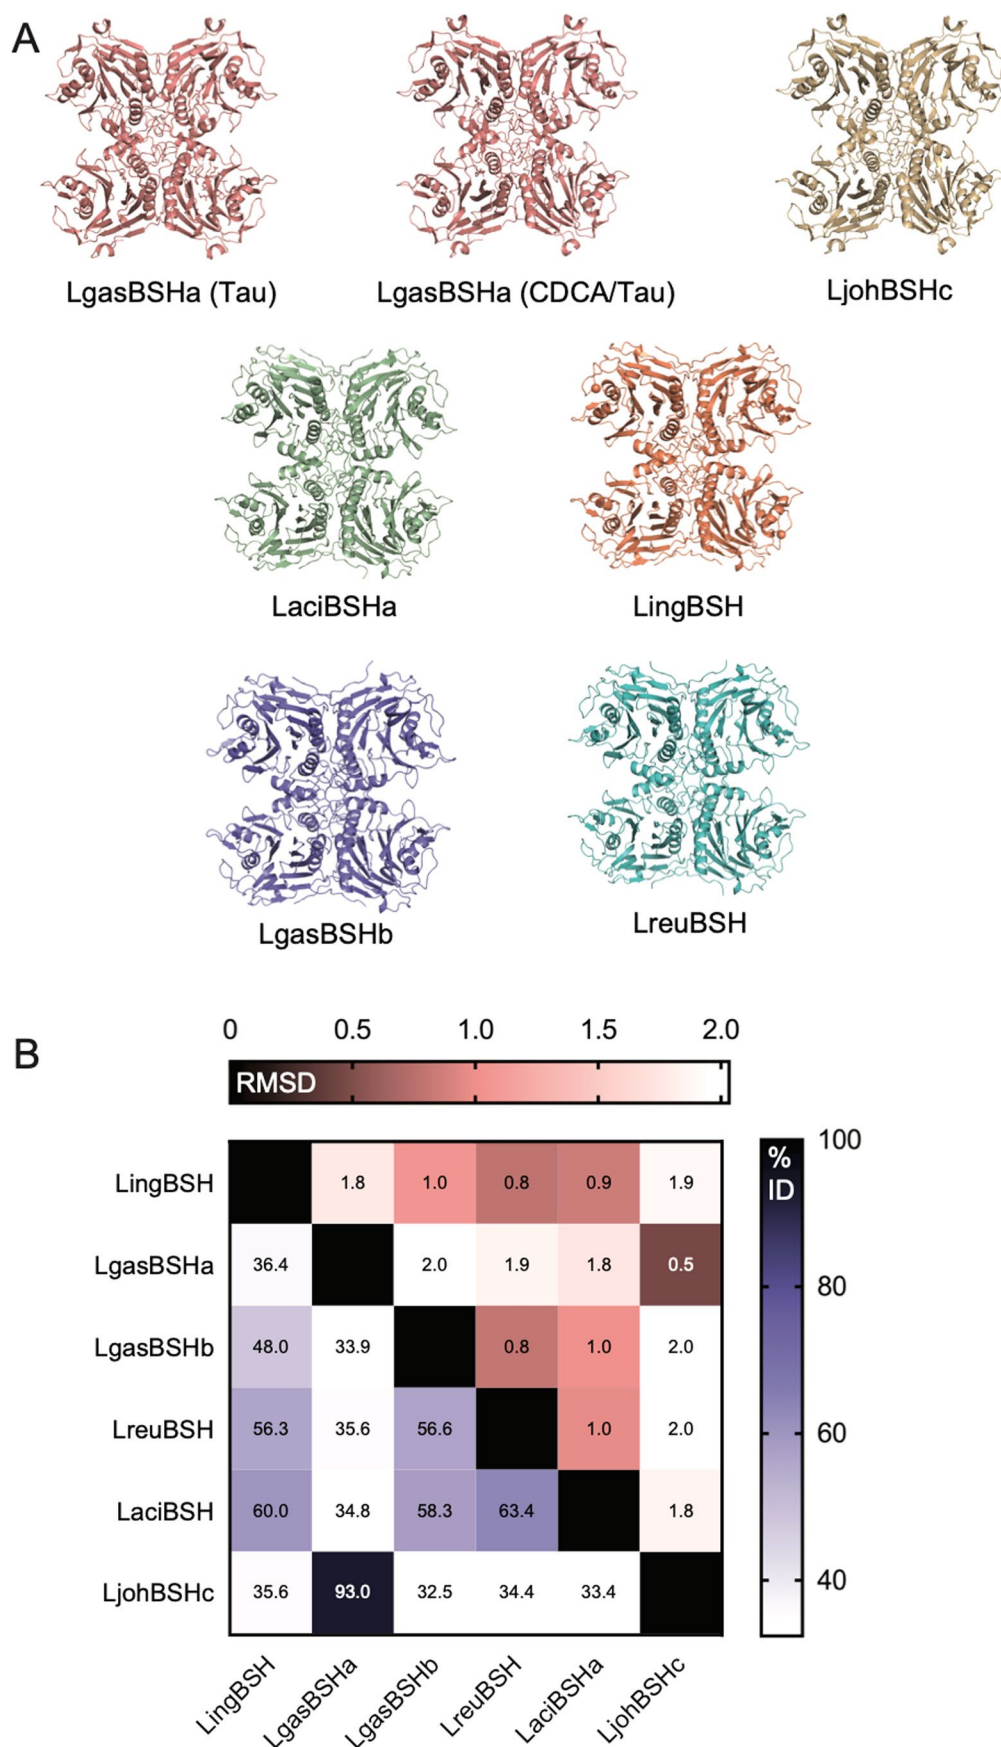 A
LgasBSHa (Tau)
LgasBSHa (CDCA/Tau)
LjohBSHc
LaciBSHa
LingBSH
LgasBSHb
LreuBSH
B
0 0.5 1.0 1.5 2.0
RMSD
100
%
ID
80
60
40
LingBSH 1.8 1.0 0.8 0.9 1.9
LgasBSHa 36.4 2.0 1.9 1.8 0.5
LgasBSHb 48.0 33.9 0.8 1.0 2.0
LreuBSH 56.3 35.6 56.6 1.0 2.0
LaciBSH 60.0 34.8 58.3 63.4 1.8
LjohBSHc 35.6 93.0 32.5 34.4 33.4
LingBSH
LgasBSHa
LgasBSHb
LreuBSH
LaciBSHa
LjohBSHc